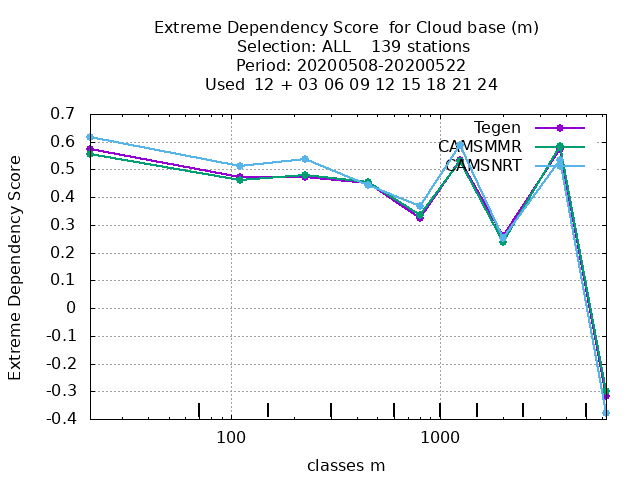 Extreme Dependency Score  for Cloud base (m)
Selection: ALL    139 stations
Period: 20200508-20200522
Used  12 + 03 06 09 12 15 18 21 24
Extreme Dependency Score
0.7
0.6
0.5
0.4
0.3
0.2
0.1
0
-0.1
-0.2
-0.3
-0.4
Tegen
CAMSMMR
CAMSNRT
100
1000
classes m